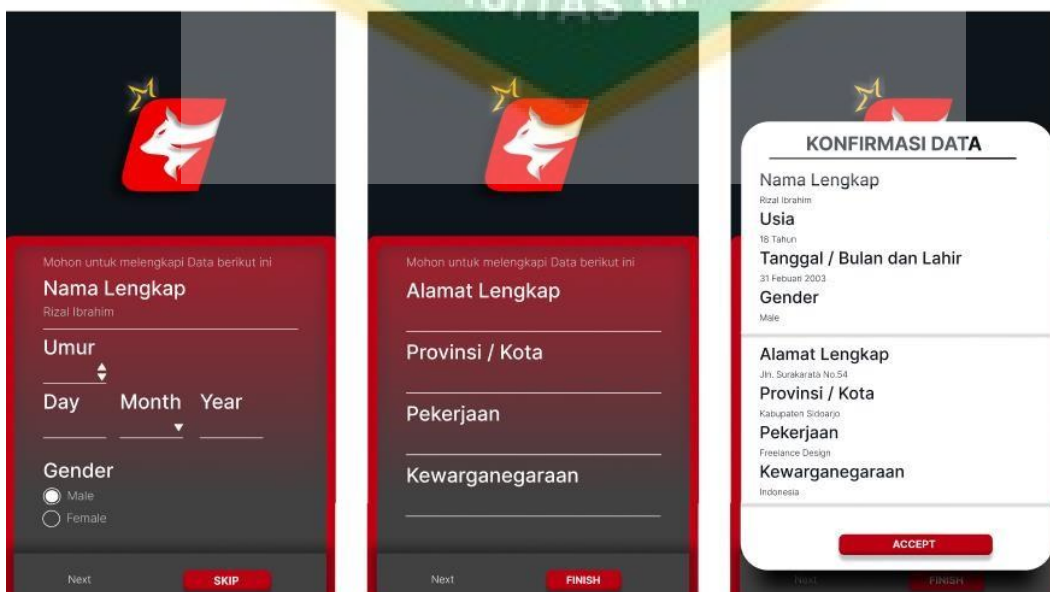 Mohon untuk melengkapi Data berikut ini
Nama Lengkap
Rizal Ibrahim
Umur
Day Month Year
Gender
Male
Female
Next SKIP
Mohon untuk melengkapi Data berikut ini
Alamat Lengkap
Provinsi / Kota
Pekerjaan
Kewarganegaraan
Next FINISH
KONFIRMASI DATA
Nama Lengkap
Rizal Ibrahim
Usia
18 Tahun
Tanggal / Bulan dan Lahir
31 Febuari 2003
Gender
Male
Alamat Lengkap
Jln. Surakarata No.54
Provinsi / Kota
Kabupaten Sidoarjo
Pekerjaan
Freelance Design
Kewarganegaraan
Indonesia
ACCEPT
Next FINISH